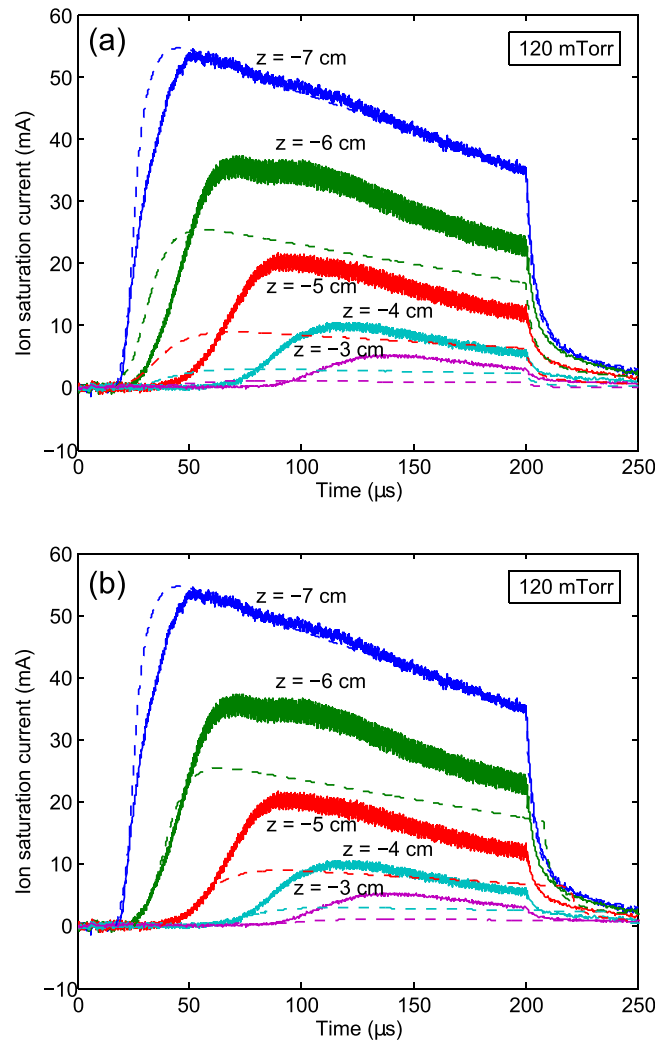 60
(a)
z = −7 cm
120 mTorr
50
40
z = −6 cm
30
Ion saturation current (mA)
20
z = −5 cm
z = −4 cm
10
z = −3 cm
0
−10
0 50 100 150 200 250
Time (µs)
60
(b)
z = −7 cm
120 mTorr
50
40
z = −6 cm
30
Ion saturation current (mA)
20
z = −5 cm
z = −4 cm
10
z = −3 cm
0
−10
0 50 100 150 200 250
Time (µs)